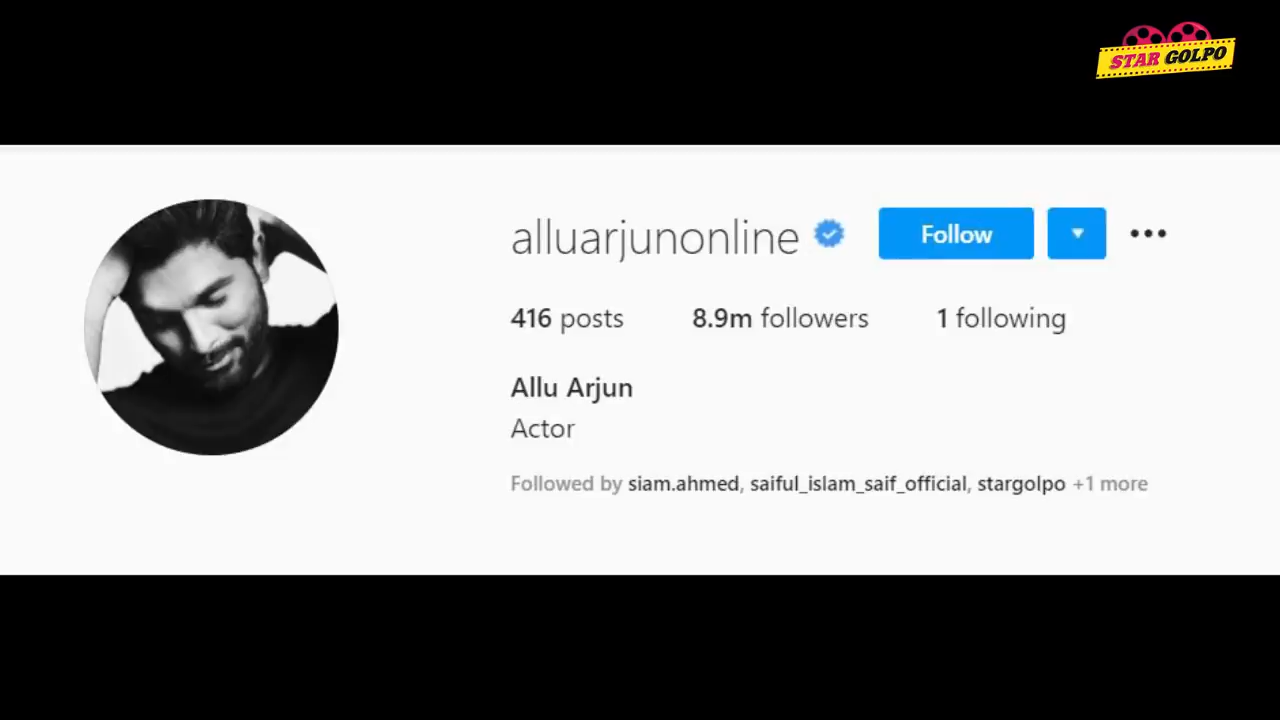 STAR GOLPO
alluarjunonline
Follow
416 posts 8.9m followers 1 following
Allu Arjun
Actor
Followed by siam.ahmed, saiful_islam_saif_official, stargolpo +1 more